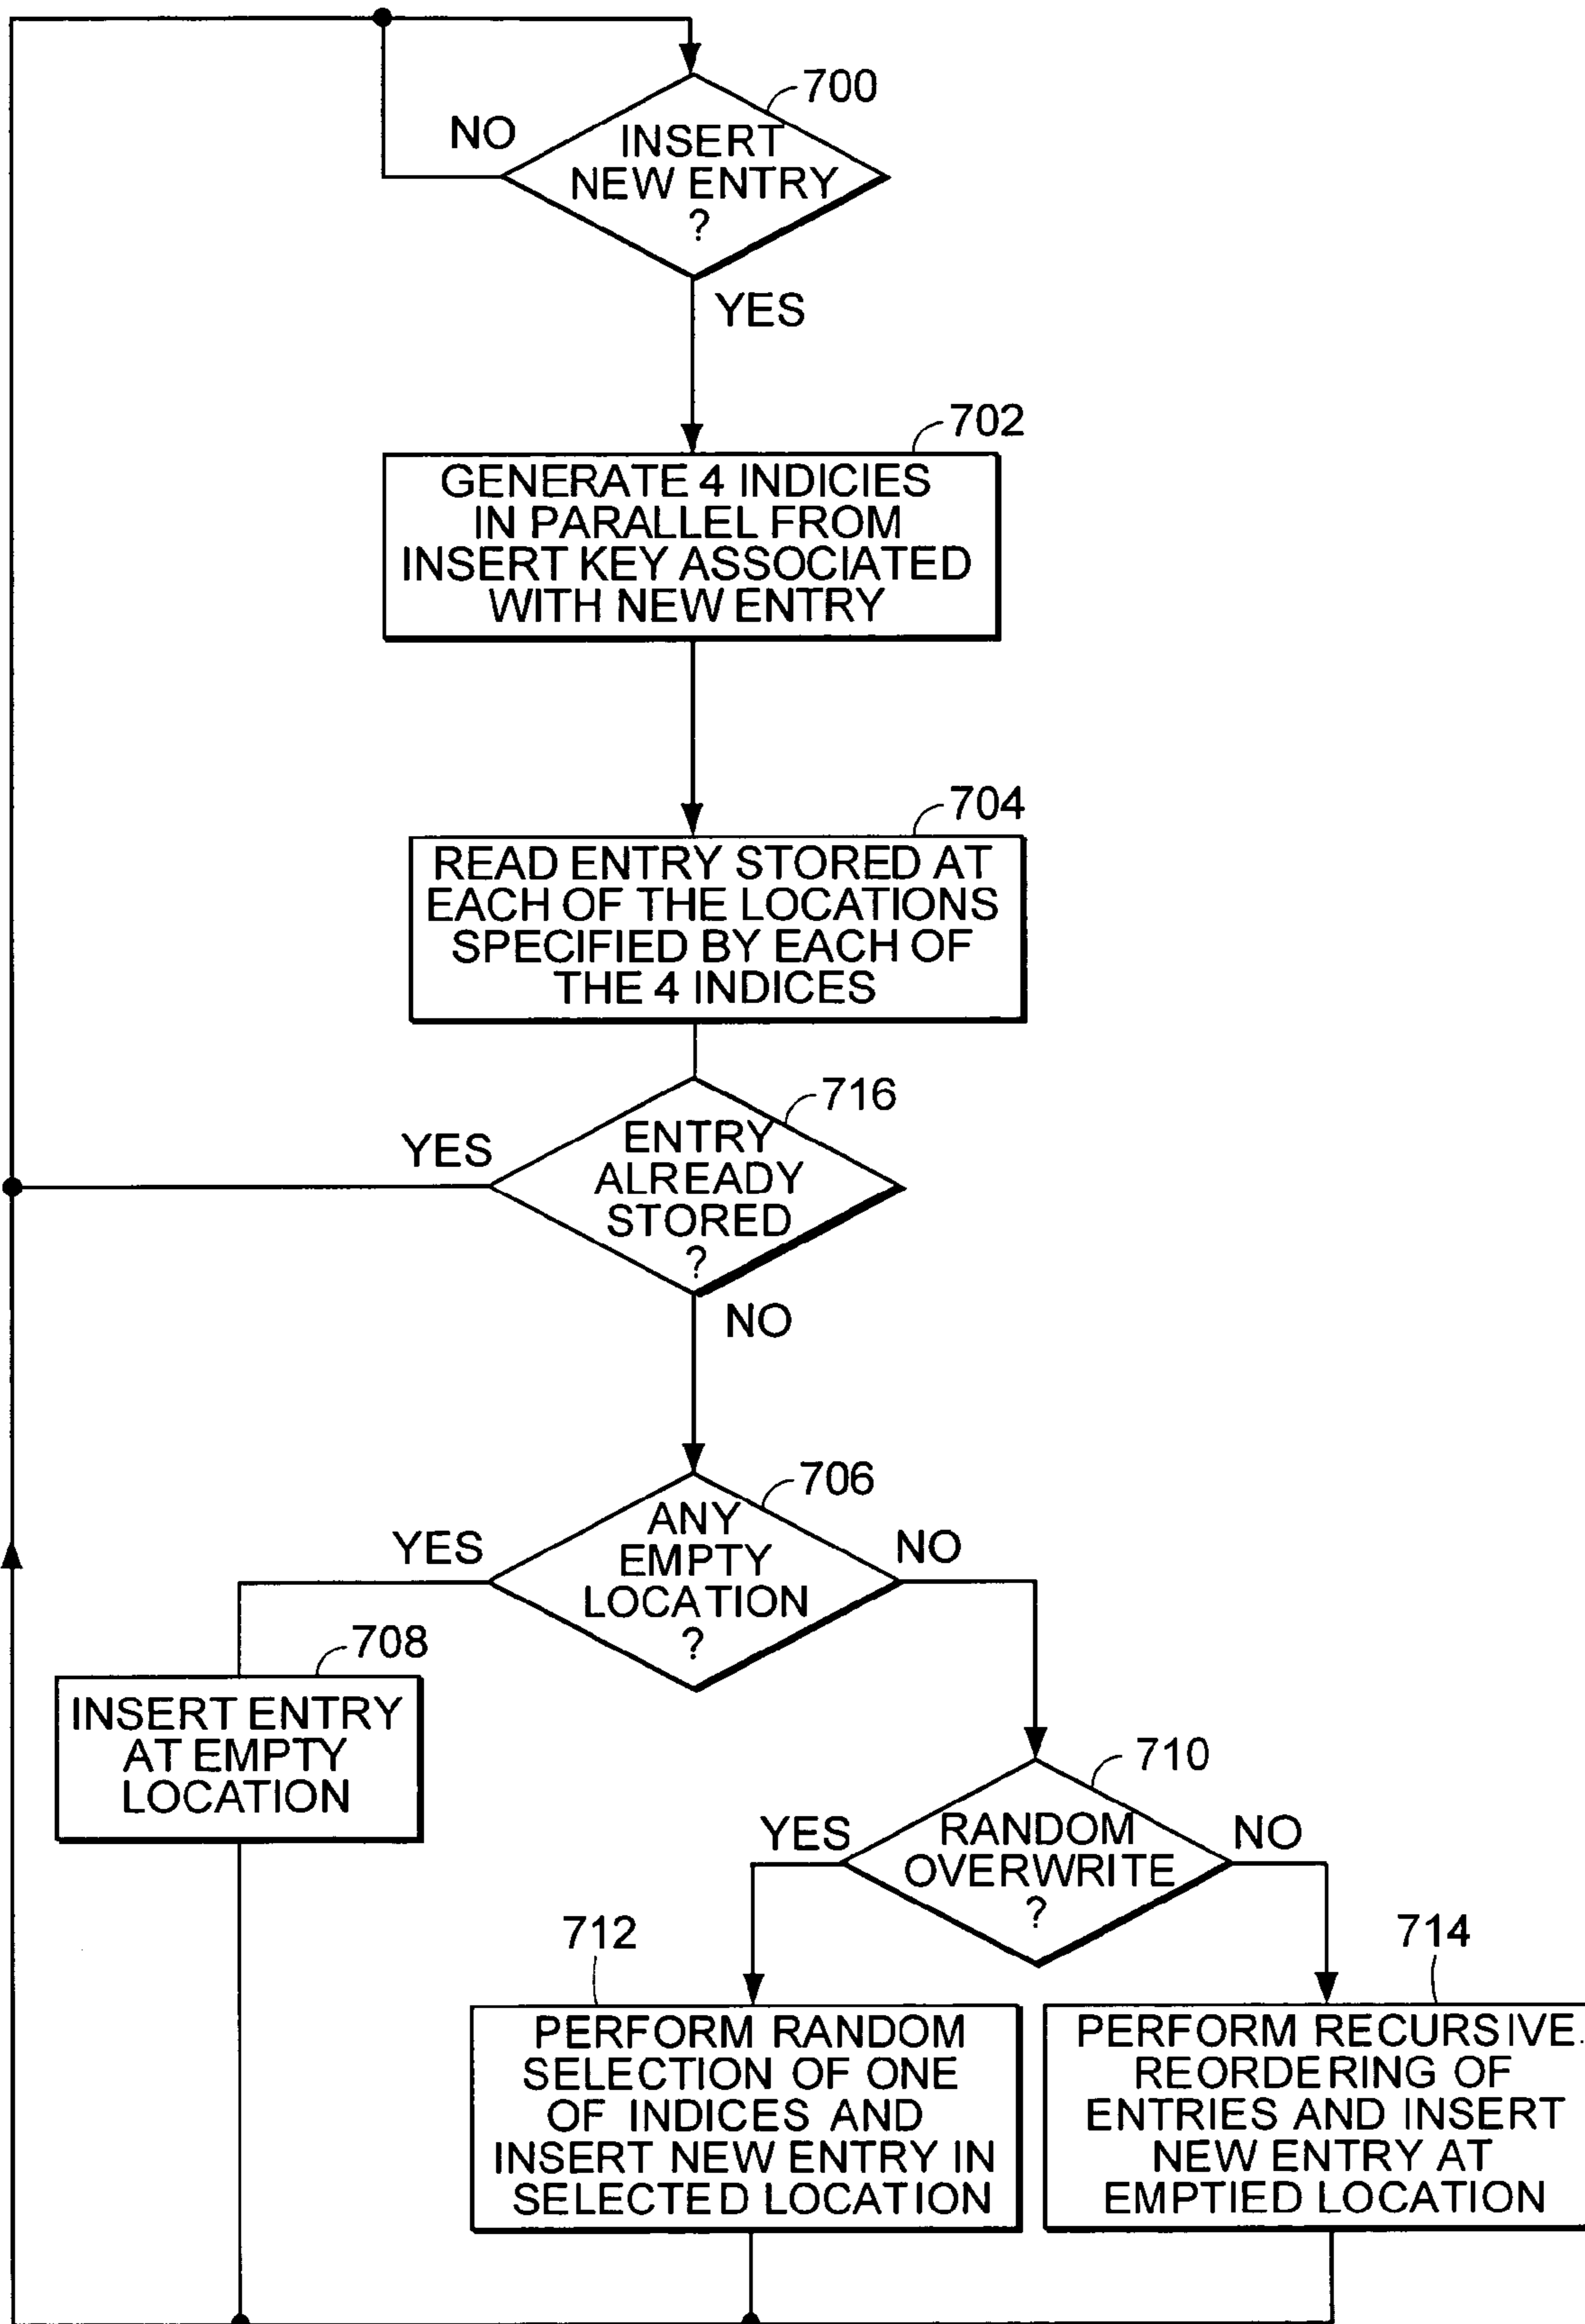 700
NO
INSERT
NEW ENTRY
?
YES
702
GENERATE 4 INDICIES
IN PARALLEL FROM
INSERT KEY ASSOCIATED
WITH NEW ENTRY
704
READ ENTRY STORED AT
EACH OF THE LOCATIONS
SPECIFIED BY EACH OF
THE 4 INDICES
716
YES
ENTRY
ALREADY
STORED
?
NO
706
YES
ANY
EMPTY
LOCATION
?
NO
708
INSERT ENTRY
AT EMPTY
LOCATION
710
YES
RANDOM
OVERWRITE
?
NO
712
PERFORM RANDOM
SELECTION OF ONE
OF INDICES AND
INSERT NEW ENTRY IN
SELECTED LOCATION
714
PERFORM RECURSIVE
REORDERING OF
ENTRIES AND INSERT
NEW ENTRY AT
EMPTIED LOCATION